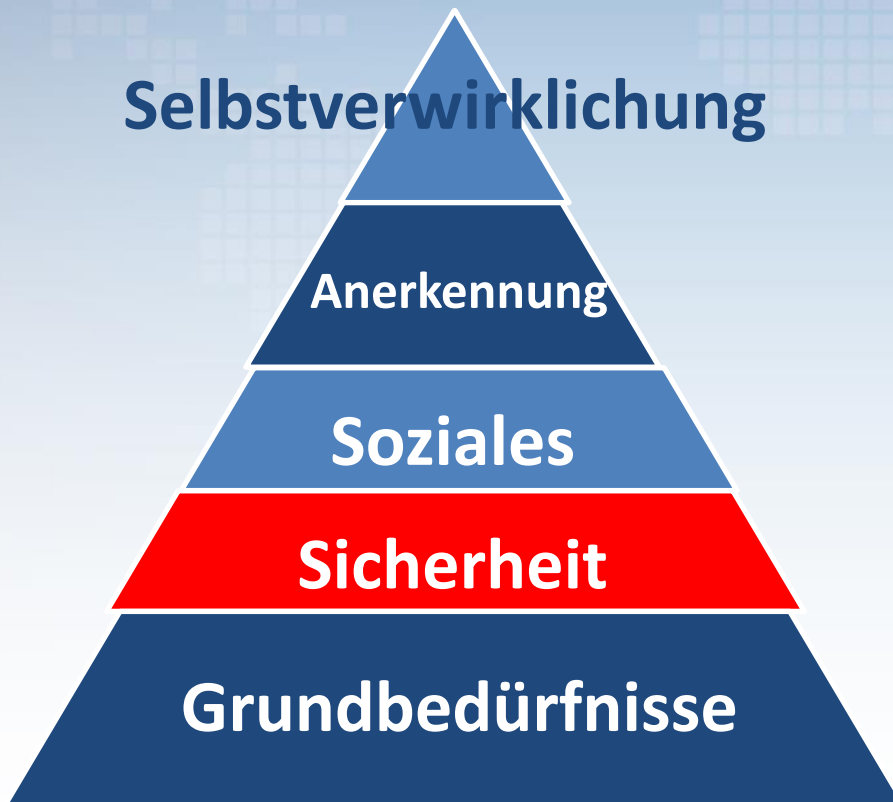 Selbstverwirklichung
Anerkennung
Soziales
Sicherheit
Grundbedürfnisse